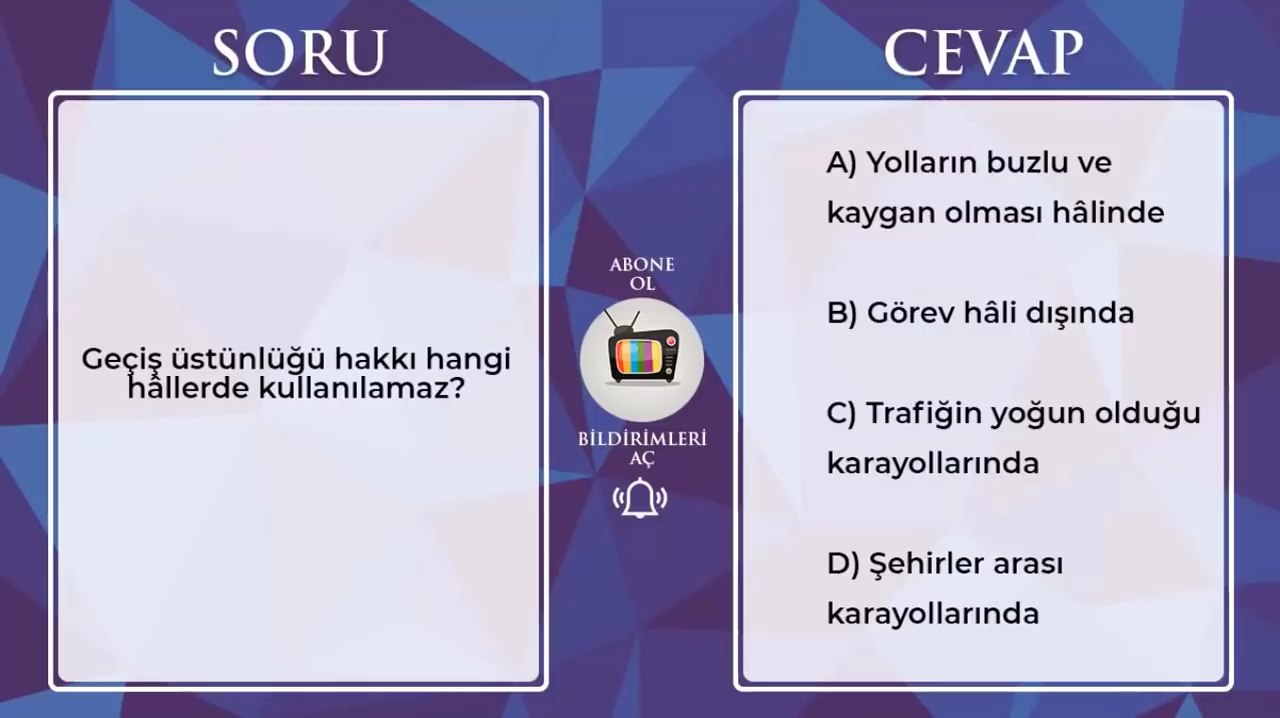 SORU
Geçiş üstünlüğü hakkı hangi
hâllerde kullanılamaz?
ABONE
OL
BİLDİRİMLERİ
AÇ
CEVAP
A) Yolların buzlu ve
kaygan olması hâlinde
B) Görev hâli dışında
C) Trafiğin yoğun olduğu
karayollarında
D) Şehirler arası
karayollarında